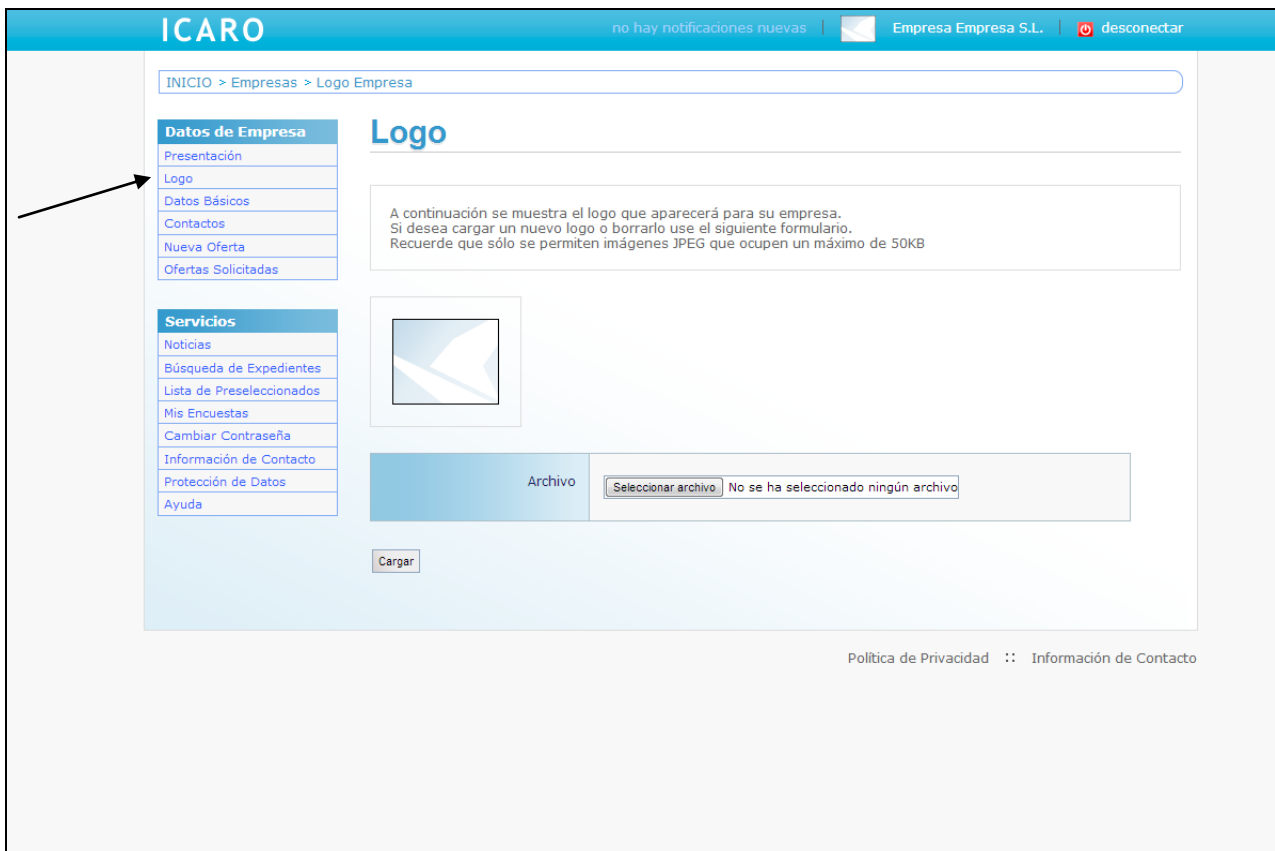 ICARO
no hay notificaciones nuevas | Empresa Empresa S.L. | desconectar
INICIO > Empresas > Logo Empresa
Datos de Empresa
Presentación
Logo
Datos Básicos
Contactos
Nueva Oferta
Ofertas Solicitadas
Servicios
Noticias
Búsqueda de Expedientes
Lista de Preseleccionados
Mis Encuestas
Cambiar Contraseña
Información de Contacto
Protección de Datos
Ayuda
Logo
A continuación se muestra el logo que aparecerá para su empresa.
Si desea cargar un nuevo logo o borrarlo use el siguiente formulario.
Recuerde que sólo se permiten imágenes JPEG que ocupen un máximo de 50KB
Archivo Seleccionar archivo No se ha seleccionado ningún archivo
Cargar
Política de Privacidad :: Información de Contacto